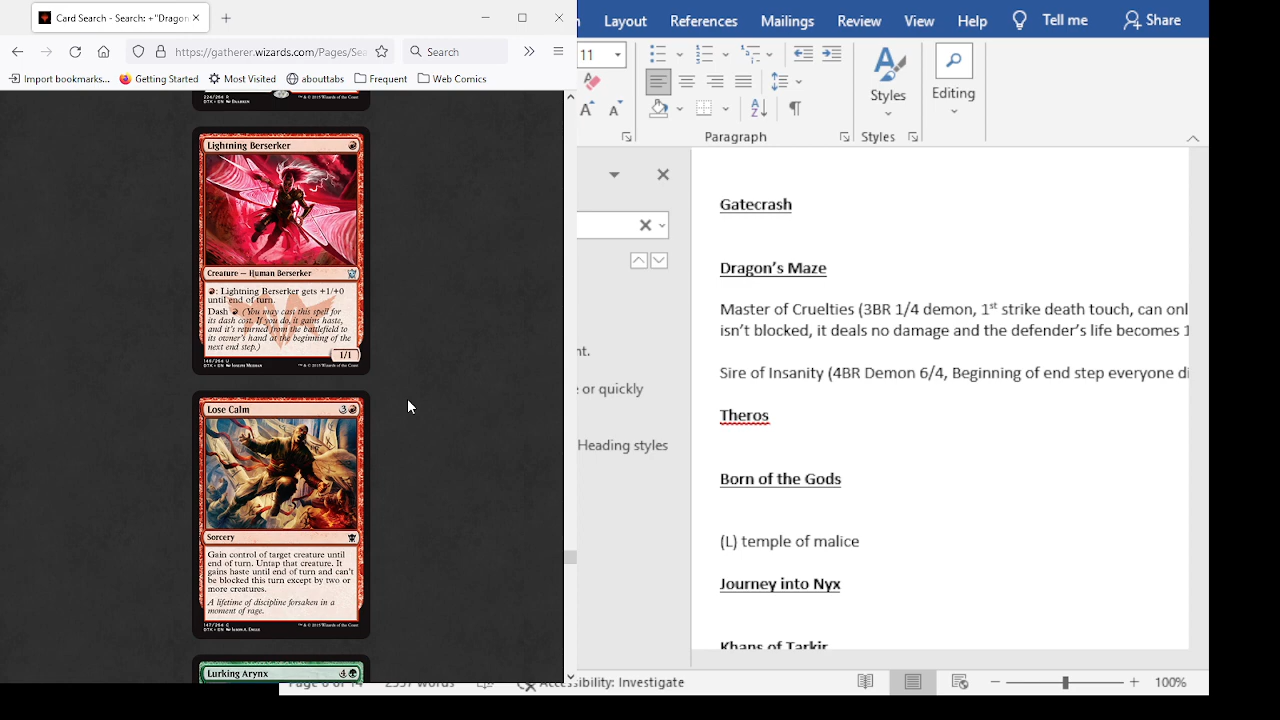 Card Search - Search: +"Dragon
https://gatherer.wizards.com/Pages/Se
Search
Import bookmarks...
Getting Started
Most Visited
abouttabs
Frequent
Web Comics
Lightning Berserker
Creature — Human Berserker
: Lightning Berserker gets +1/+0
until end of turn.
Dash (You may cast this spell for
its dash cost. If you do, it gains haste,
and it's returned from the battlefield to
its owner's hand at the beginning of the
next end step.)
1/1
Lose Calm
3
Sorcery
Gain control of target creature until
end of turn. Untap that creature. It
gains haste until end of turn and can't
be blocked this turn except by two or
more creatures.
A lifetime of discipline forsaken in a
moment of rage.
147/264 C
Lurking Arynx
4
Layout
References
Mailings
Review
View
Help
Tell me
Share
11
Styles
Editing
Paragraph
Styles
nt.
e or quickly
Heading styles
Gatecrash
Dragon's Maze
Master of Cruelties (3BR 1/4 demon, 1st strike death touch, can onl
isn't blocked, it deals no damage and the defender's life becomes 1
Sire of Insanity (4BR Demon 6/4, Beginning of end step everyone di
Theros
Born of the Gods
(L) temple of malice
Journey into Nyx
Khans of Tarkir
Accessibility: Investigate
100%